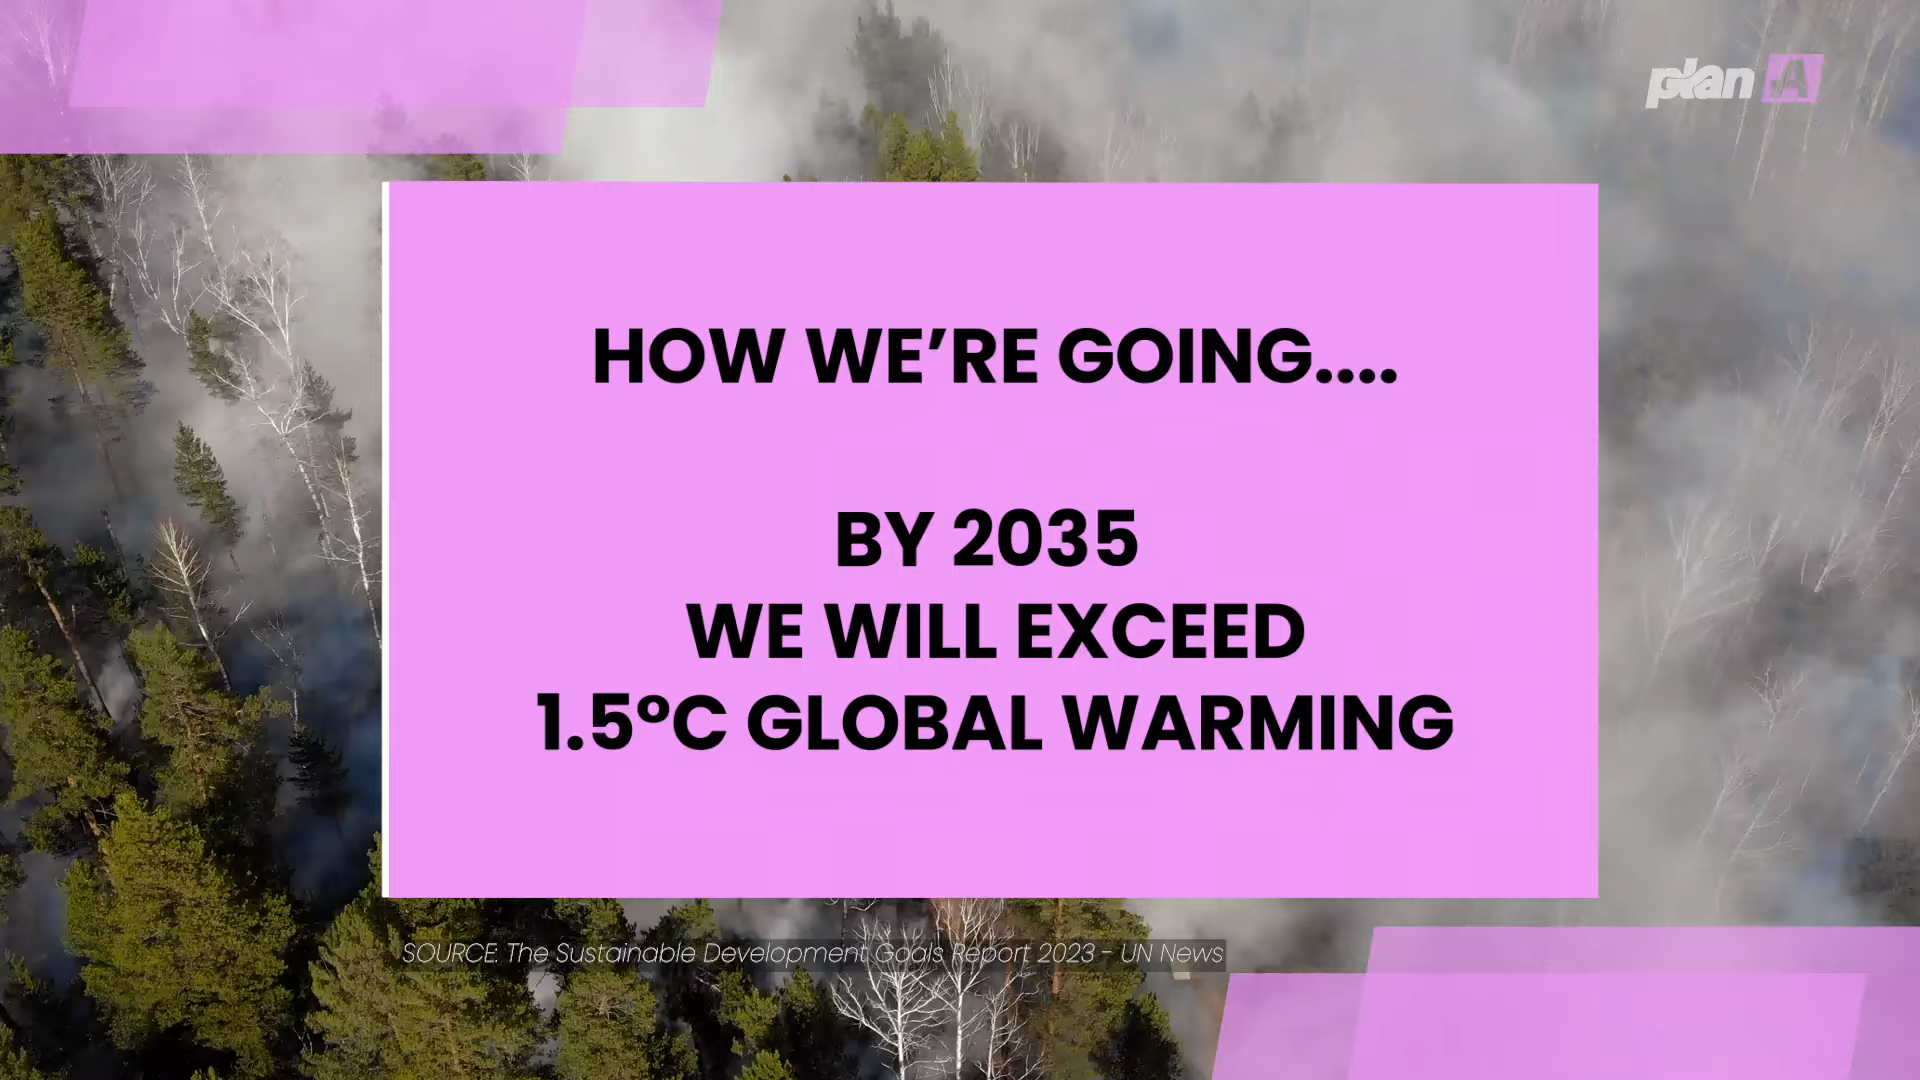 plan A
HOW WE’RE GOING....
BY 2035
WE WILL EXCEED
1.5°C GLOBAL WARMING
SOURCE: The Sustainable Development Goals Report 2023 - UN News